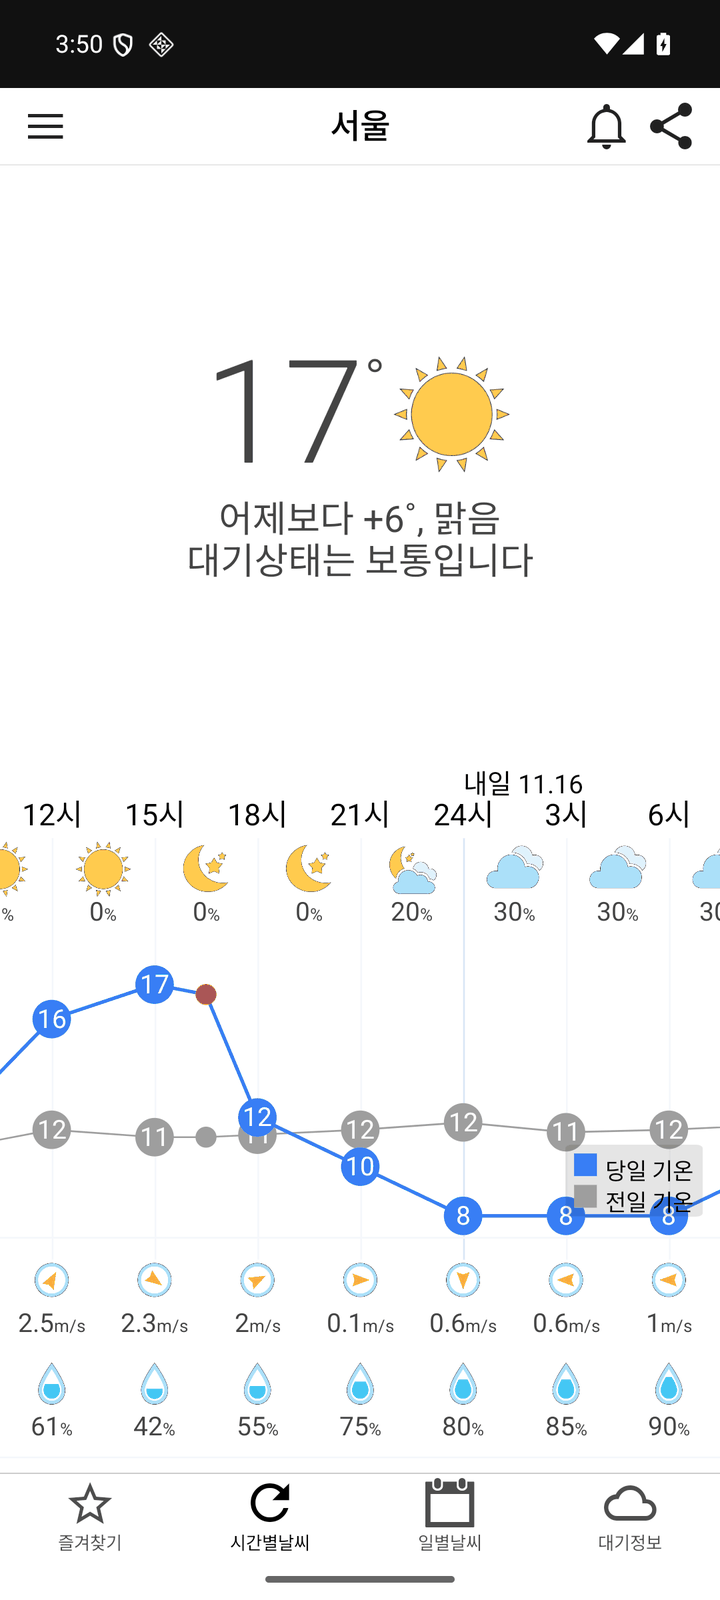 3:50
서울
17°
어제보다 +6°, 맑음
대기상태는 보통입니다
내일 11.16
12시 15시 18시 21시 24시 3시 6시
% 0% 0% 0% 20% 30% 30% 30
16 17 12 10 8 8 8
12 11 11 12 12 11 12
당일 기온
전일 기온
2.5m/s 2.3m/s 2m/s 0.1m/s 0.6m/s 0.6m/s 1m/s
61% 42% 55% 75% 80% 85% 90%
즐겨찾기 시간별날씨 일별날씨 대기정보